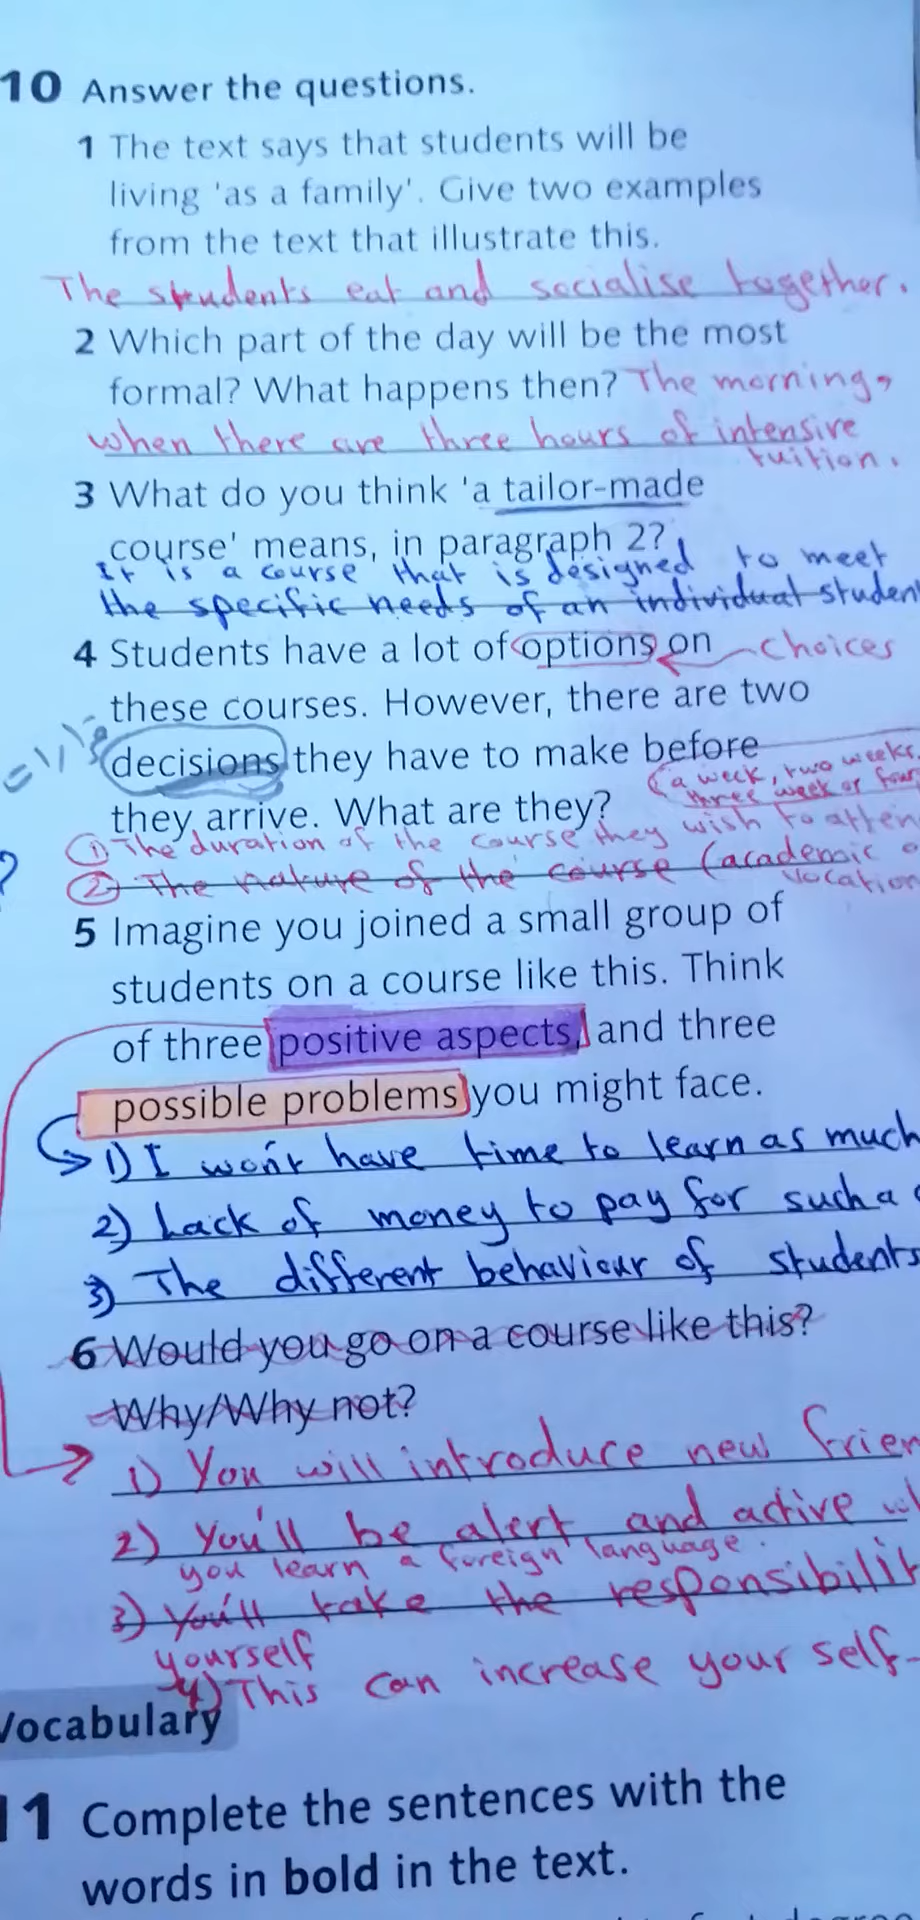 10 Answer the questions.
1 The text says that students will be
living 'as a family'. Give two examples
from the text that illustrate this.
The students eat and socialise together.
2 Which part of the day will be the most
formal? What happens then? The morning,
when there are three hours of intensive
tuition.
3 What do you think 'a tailor-made
course' means, in paragraph 2?
It is a course that is designed to meet
the specific needs of an individual studen
4 Students have a lot of options on choices
these courses. However, there are two
decisions they have to make before
(a week, two weeks,
three week or four
they arrive. What are they?
① The duration of the course they wish to atten
? ② The nature of the course (academic o
vocation
5 Imagine you joined a small group of
students on a course like this. Think
of three positive aspects, and three
possible problems you might face.
1) I won't have time to learn as much
2) Lack of money to pay for such a
3) The different behaviour of students
6 Would you go on a course like this?
Why/Why not?
1) You will introduce new frien
2) You'll be alert and active
you learn a foreign language.
3) You'll take the responsibilit
yourself
4) This can increase your self-
Vocabulary
11 Complete the sentences with the
words in bold in the text.